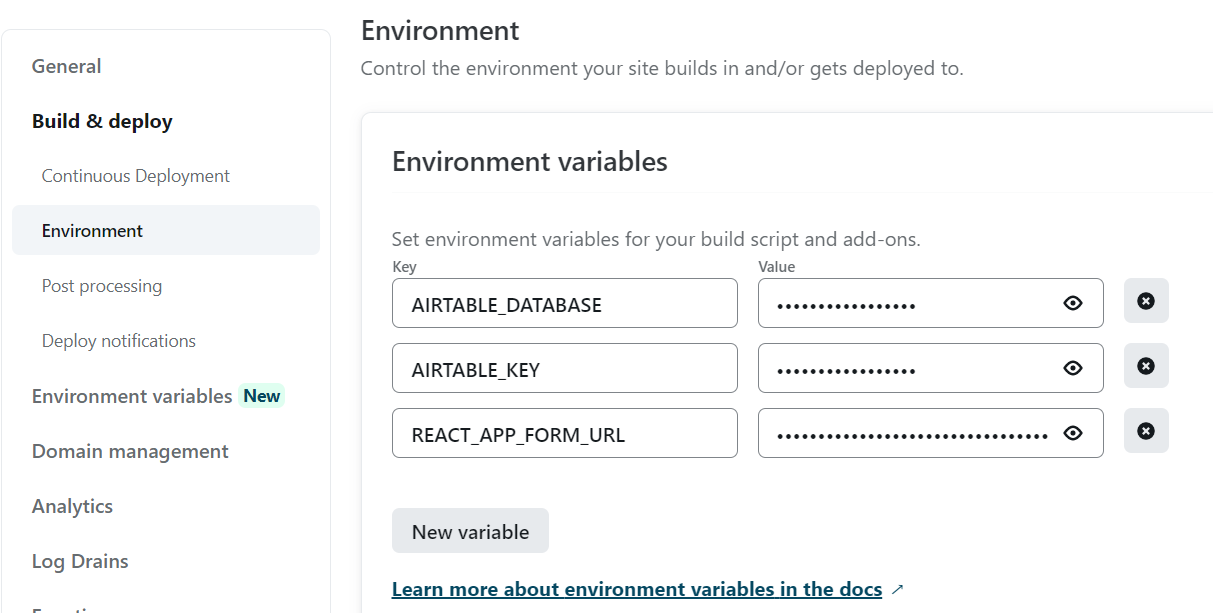 General
Build & deploy
Continuous Deployment
Environment
Post processing
Deploy notifications
Environment variables New
Domain management
Analytics
Log Drains
Environment
Control the environment your site builds in and/or gets deployed to.
Environment variables
Set environment variables for your build script and add-ons.
Key Value
AIRTABLE_DATABASE •••••••••••••••••
AIRTABLE_KEY •••••••••••••••••
REACT_APP_FORM_URL •••••••••••••••••••••••••••••••••
New variable
Learn more about environment variables in the docs ↗